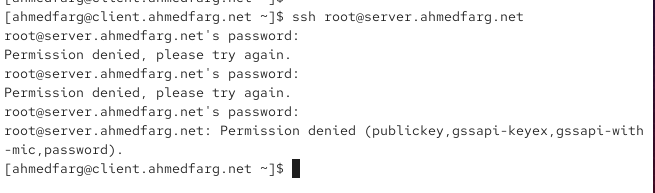 [ahmedfarg@client.ahmedfarg.net ~]$ ssh root@server.ahmedfarg.net
root@server.ahmedfarg.net's password:
Permission denied, please try again.
root@server.ahmedfarg.net's password:
Permission denied, please try again.
root@server.ahmedfarg.net's password:
root@server.ahmedfarg.net: Permission denied (publickey,gssapi-keyex,gssapi-with
-mic,password).
[ahmedfarg@client.ahmedfarg.net ~]$